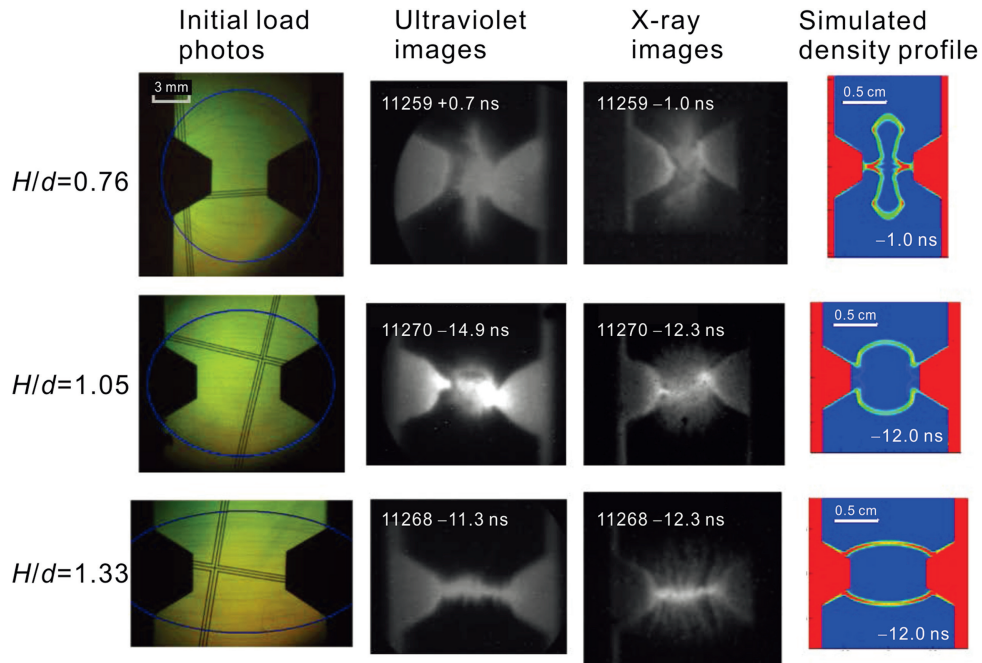 Initial load
photos
Ultraviolet
images
X-ray
images
Simulated
density profile
H/d=0.76
3 mm
11259 +0.7 ns
11259 −1.0 ns
0.5 cm
−1.0 ns
H/d=1.05
11270 −14.9 ns
11270 −12.3 ns
0.5 cm
−12.0 ns
H/d=1.33
11268 −11.3 ns
11268 −12.3 ns
0.5 cm
−12.0 ns